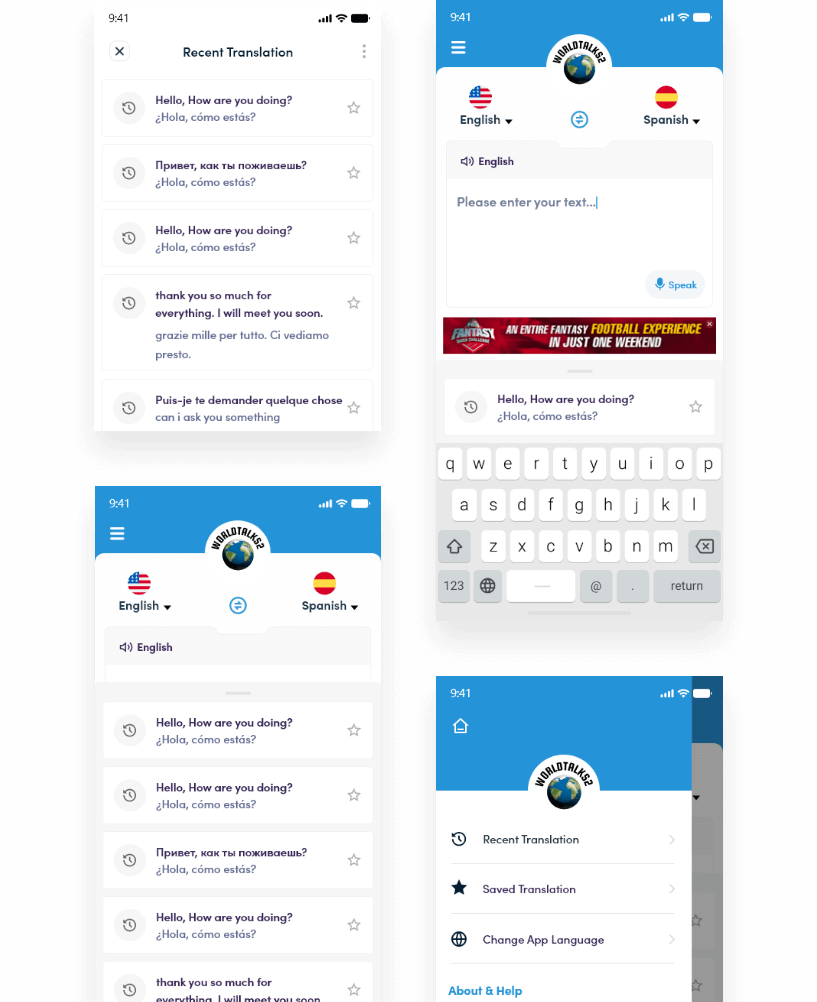 9:41
Recent Translation
Hello, How are you doing?
¿Hola, cómo estás?
Привет, как ты поживаешь?
¿Hola, cómo estás?
Hello, How are you doing?
¿Hola, cómo estás?
thank you so much for
everything. I will meet you soon.
grazie mille per tutto. Ci vediamo
presto.
Puis-je te demander quelque chose
can i ask you something
9:41
WORLDTALKS2
English
Spanish
English
Please enter your text...
Speak
FANTASY
AN ENTIRE FANTASY FOOTBALL EXPERIENCE
IN JUST ONE WEEKEND
Hello, How are you doing?
¿Hola, cómo estás?
q w e r t y u i o p
a s d f g h j k l
z x c v b n m
123 @ . return
9:41
WORLDTALKS2
English
Spanish
English
Hello, How are you doing?
¿Hola, cómo estás?
Hello, How are you doing?
¿Hola, cómo estás?
Привет, как ты поживаешь?
¿Hola, cómo estás?
Hello, How are you doing?
¿Hola, cómo estás?
thank you so much for
everything. I will meet you soon.
9:41
WORLDTALKS2
Recent Translation
Saved Translation
Change App Language
About & Help